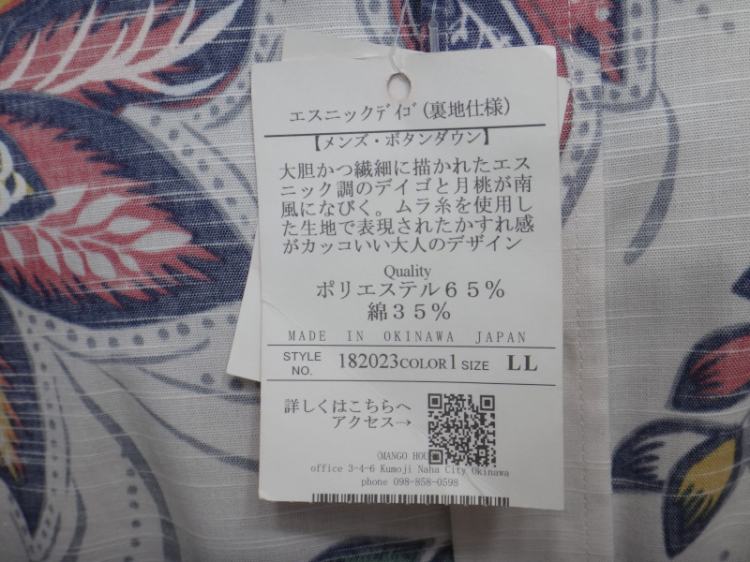 エスニックﾃﾞｲｺﾞ(裏地仕様)
【メンズ・ボタンダウン】
大胆かつ繊細に描かれたエス
ニック調のデイゴと月桃が南
風になびく。ムラ糸を使用し
た生地で表現されたかすれ感
がカッコいい大人のデザイン
Quality
ポリエステル65%
綿35%
MADE IN OKINAWA JAPAN
STYLE NO. 182023 COLOR 1 SIZE LL
詳しくはこちらへ
アクセス→
(MANGO HOU
office 3-4-6 Kumoji Naha City Okinawa
phone 098-858-0598